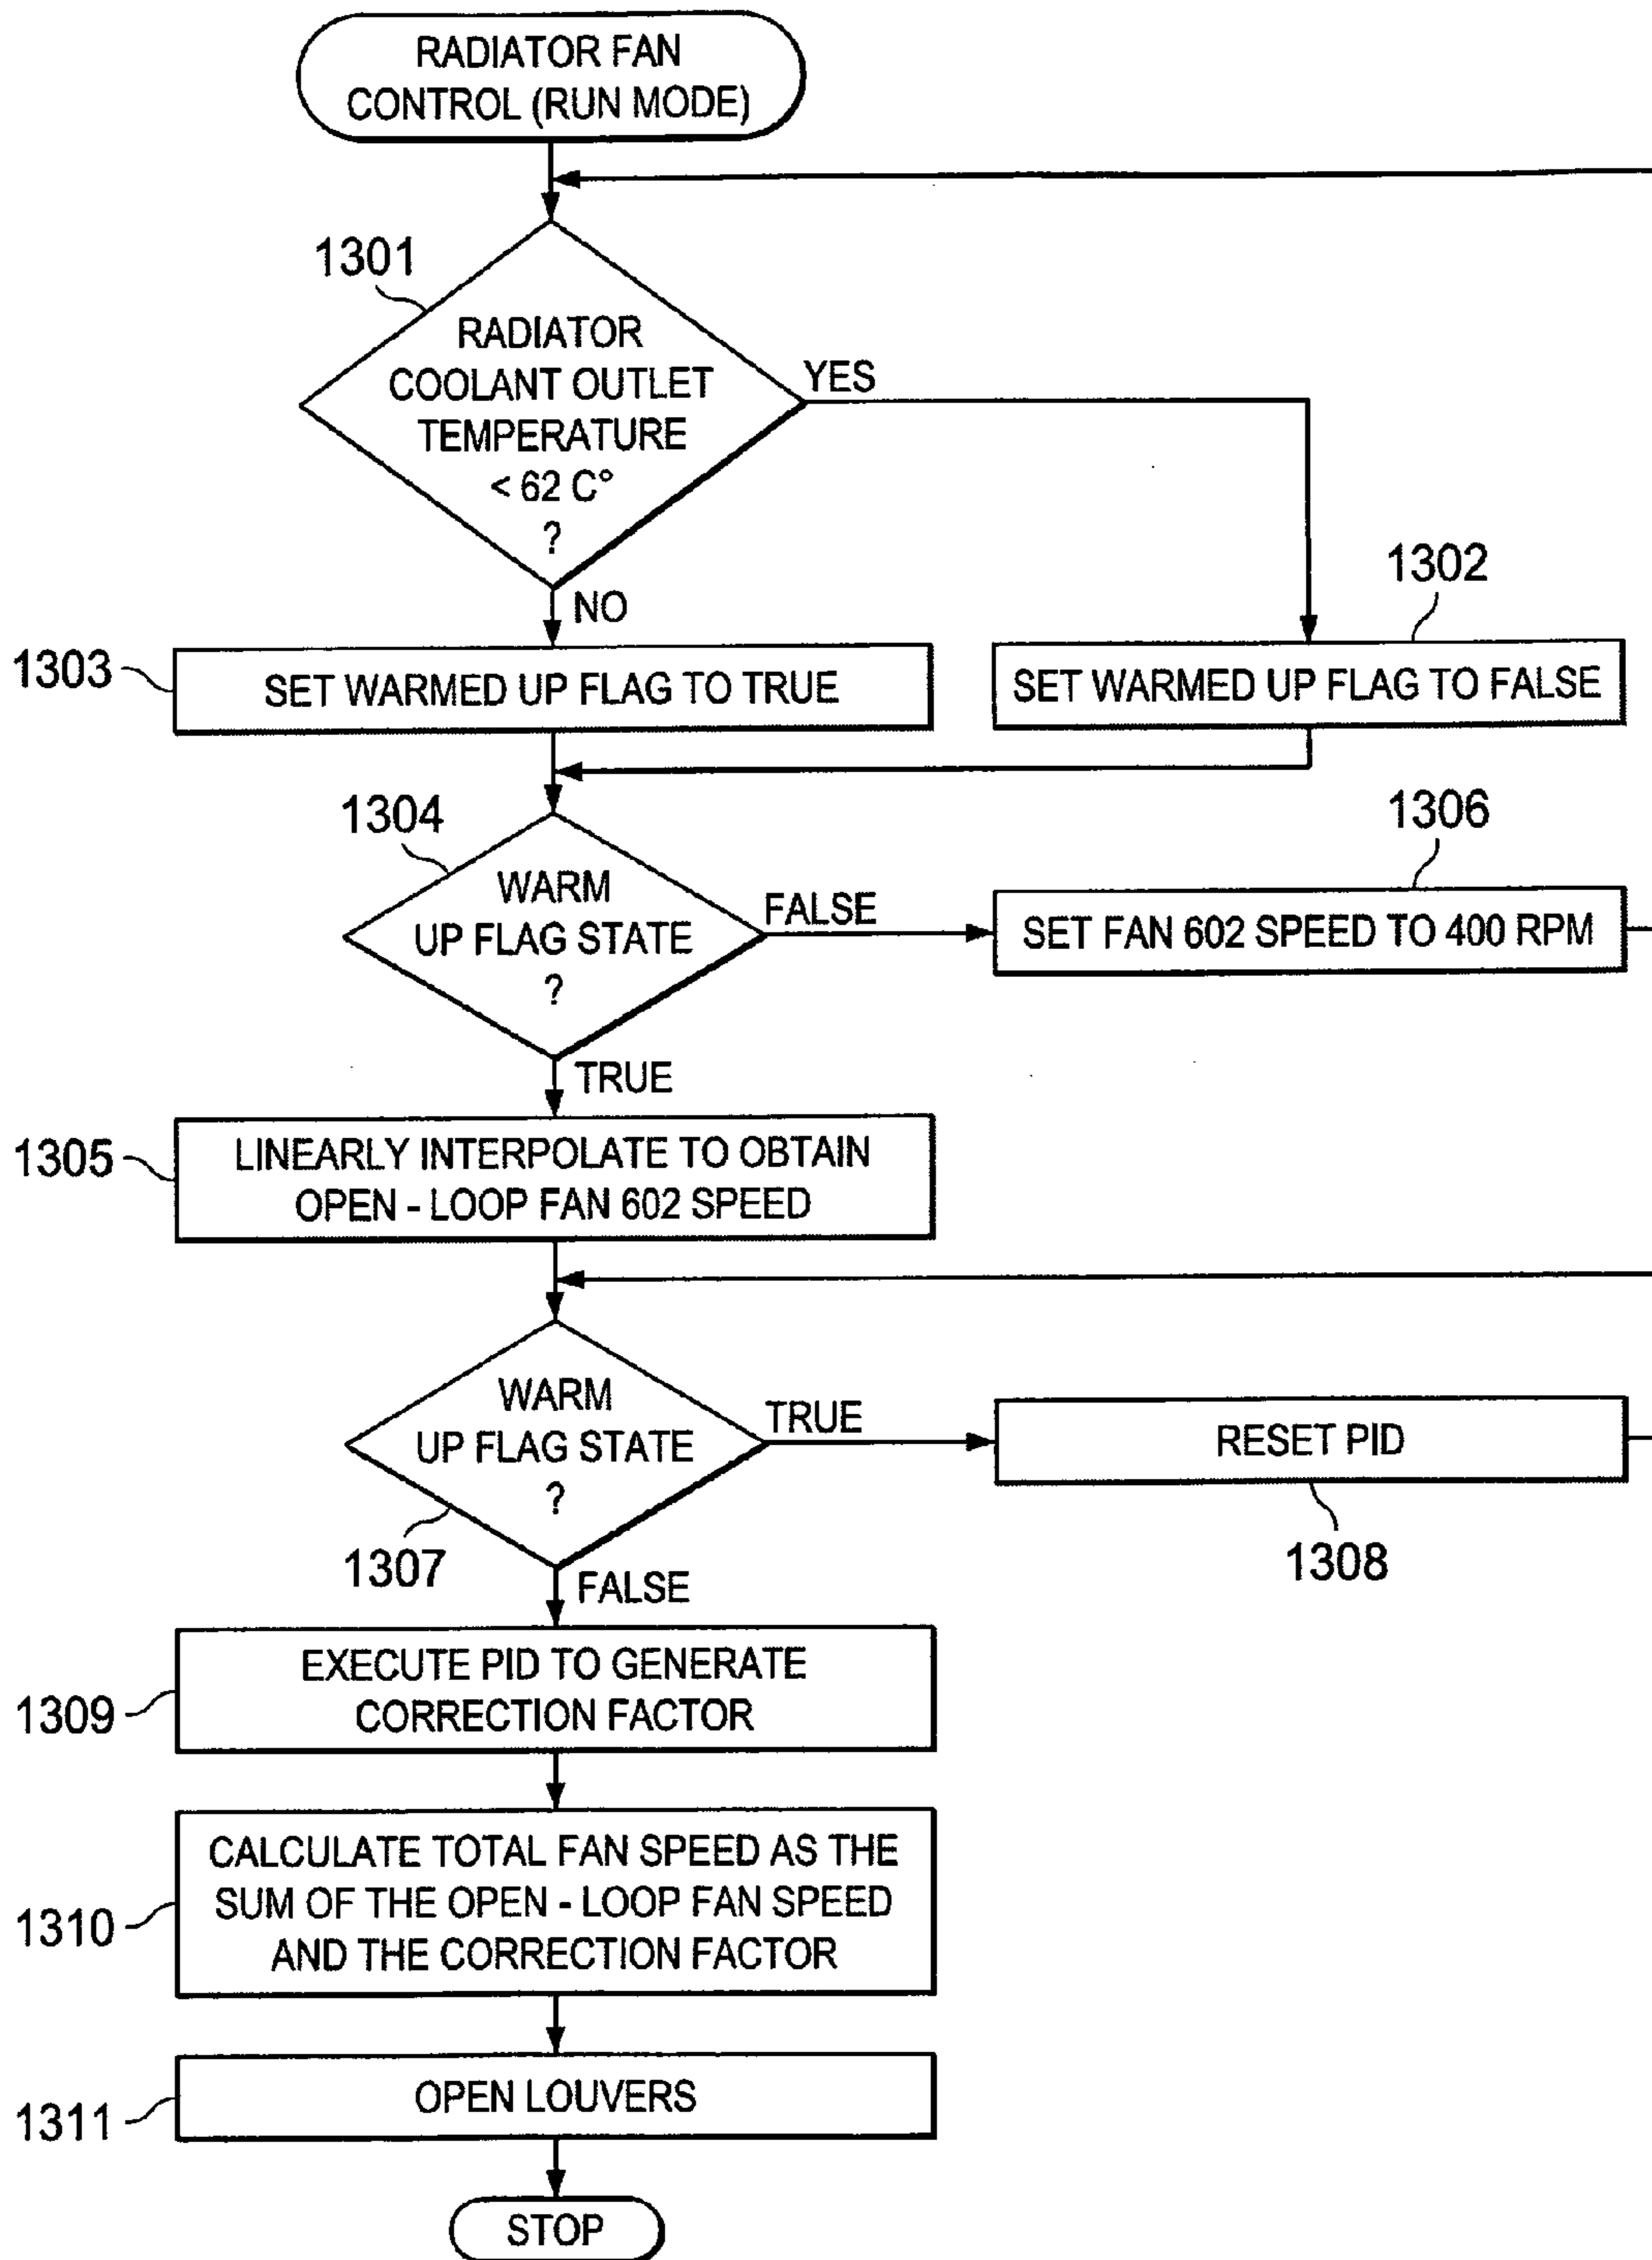 RADIATOR FAN
CONTROL (RUN MODE)
1301
RADIATOR
COOLANT OUTLET
TEMPERATURE
< 62 C°
?
YES
NO
1302
1303
SET WARMED UP FLAG TO TRUE
SET WARMED UP FLAG TO FALSE
1304
WARM
UP FLAG STATE
?
FALSE
1306
SET FAN 602 SPEED TO 400 RPM
TRUE
1305
LINEARLY INTERPOLATE TO OBTAIN
OPEN - LOOP FAN 602 SPEED
WARM
UP FLAG STATE
?
TRUE
RESET PID
1307
1308
FALSE
EXECUTE PID TO GENERATE
CORRECTION FACTOR
1309
CALCULATE TOTAL FAN SPEED AS THE
SUM OF THE OPEN - LOOP FAN SPEED
AND THE CORRECTION FACTOR
1310
OPEN LOUVERS
1311
STOP